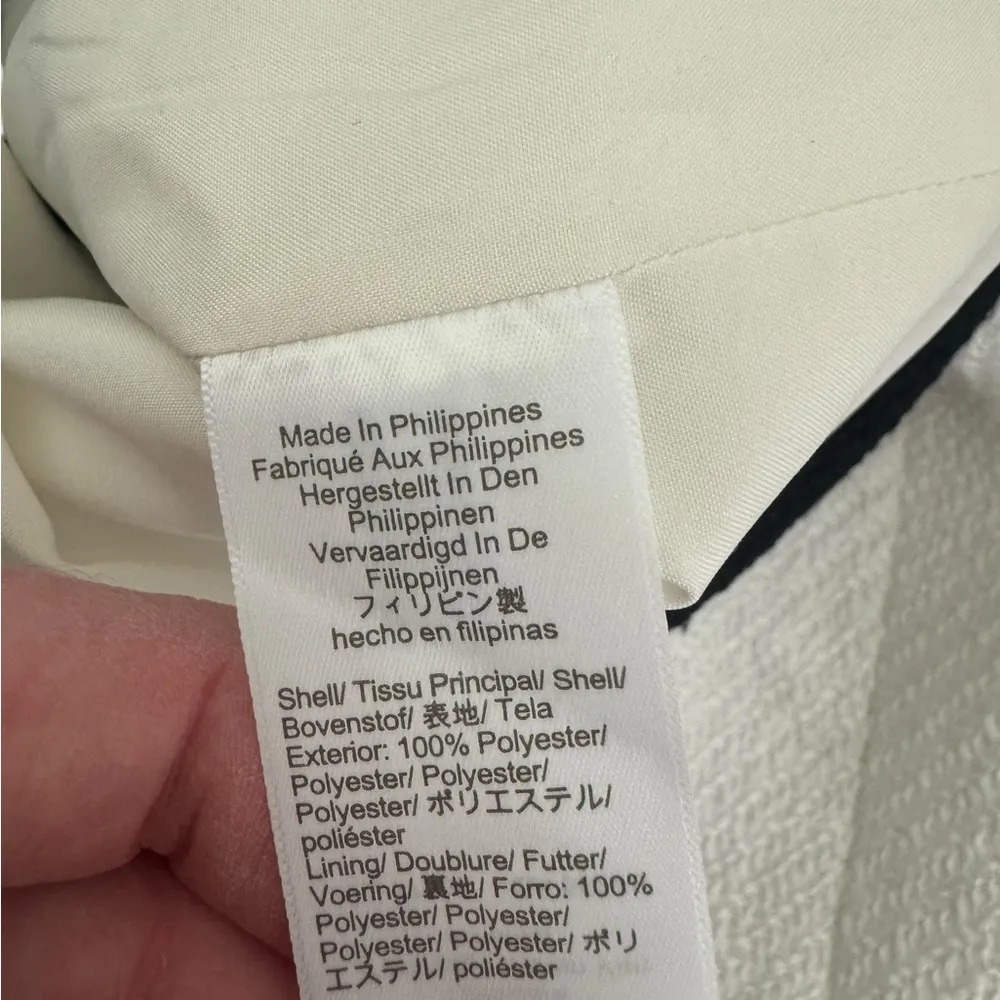 Made In Philippines
Fabriqué Aux Philippines
Hergestellt In Den
Philippinen
Vervaardigd In De
Filippijnen
フィリピン製
hecho en filipinas
Shell/ Tissu Principal/ Shell/
Bovenstof/ 表地/ Tela
Exterior: 100% Polyester/
Polyester/ Polyester/
Polyester/ ポリエステル/
poliéster
Lining/ Doublure/ Futter/
Voering/ 裏地/ Forro: 100%
Polyester/ Polyester/
Polyester/ Polyester/ ポリ
エステル/ poliéster